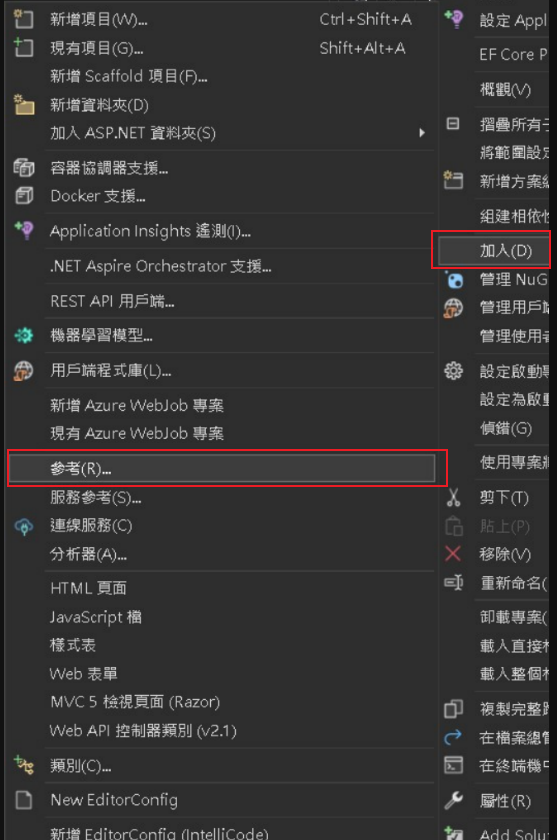 新增項目(W)... Ctrl+Shift+A
現有項目(G)... Shift+Alt+A
新增 Scaffold 項目(F)...
新增資料夾(D)
加入 ASP.NET 資料夾(S)
容器協調器支援...
Docker 支援...
Application Insights 遙測(I)...
.NET Aspire Orchestrator 支援...
REST API 用戶端...
機器學習模型...
用戶端程式庫(L)...
新增 Azure WebJob 專案
現有 Azure WebJob 專案
參考(R)...
服務參考(S)...
連線服務(C)
分析器(A)...
HTML 頁面
JavaScript 檔
樣式表
Web 表單
MVC 5 檢視頁面 (Razor)
Web API 控制器類別 (v2.1)
類別(C)...
New EditorConfig
新增 EditorConfig (IntelliCode)
設定 Appl
EF Core P
概觀(V)
摺疊所有
將範圍設定
新增方案
組建相依性
加入(D)
管理 NuG
管理用戶端
管理使用者
設定啟動專
設定為啟動
偵錯(G)
使用專案
剪下(T)
貼上(P)
移除(V)
重新命名(
卸載專案(
載入直接
載入整個
複製完整路
在檔案總管
在終端機中
屬性(R)
Add Solu